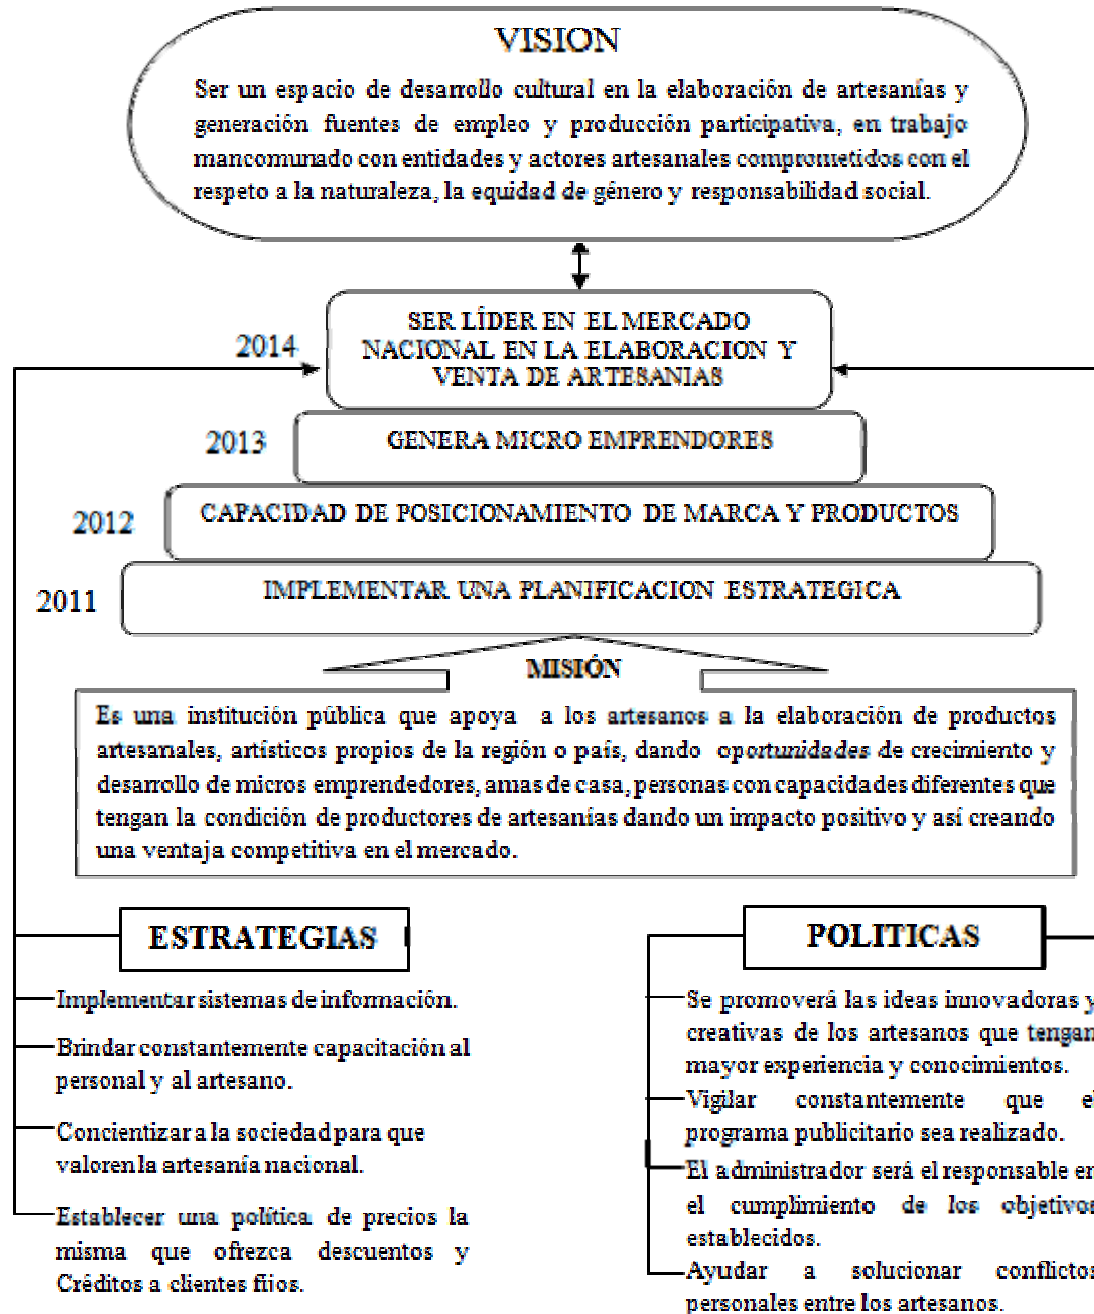 VISION
Ser un espacio de desarrollo cultural en la elaboración de artesanías y
generación fuentes de empleo y producción participativa, en trabajo
mancomunado con entidades y actores artesanales comprometidos con el
respeto a la naturaleza, la equidad de género y responsabilidad social.
2014
SER LÍDER EN EL MERCADO
NACIONAL EN LA ELABORACION Y
VENTA DE ARTESANIAS
2013
GENERA MICRO EMPRENDORES
2012
CAPACIDAD DE POSICIONAMIENTO DE MARCA Y PRODUCTOS
2011
IMPLEMENTAR UNA PLANIFICACION ESTRATEGICA
MISIÓN
Es una institución pública que apoya a los artesanos a la elaboración de productos
artesanales, artísticos propios de la región o país, dando oportunidades de crecimiento y
desarrollo de micros emprendedores, amas de casa, personas con capacidades diferentes que
tengan la condición de productores de artesanías dando un impacto positivo y así creando
una ventaja competitiva en el mercado.
ESTRATEGIAS
Implementar sistemas de información.
Brindar constantemente capacitación al
personal y al artesano.
Concientizar a la sociedad para que
valoren la artesanía nacional.
Establecer una política de precios la
misma que ofrezca descuentos y
Créditos a clientes fijos.
POLITICAS
Se promoverá las ideas innovadoras y
creativas de los artesanos que tengan
mayor experiencia y conocimientos.
Vigilar constantemente que el
programa publicitario sea realizado.
El administrador será el responsable en
el cumplimiento de los objetivos
establecidos.
Ayudar a solucionar conflictos
personales entre los artesanos.